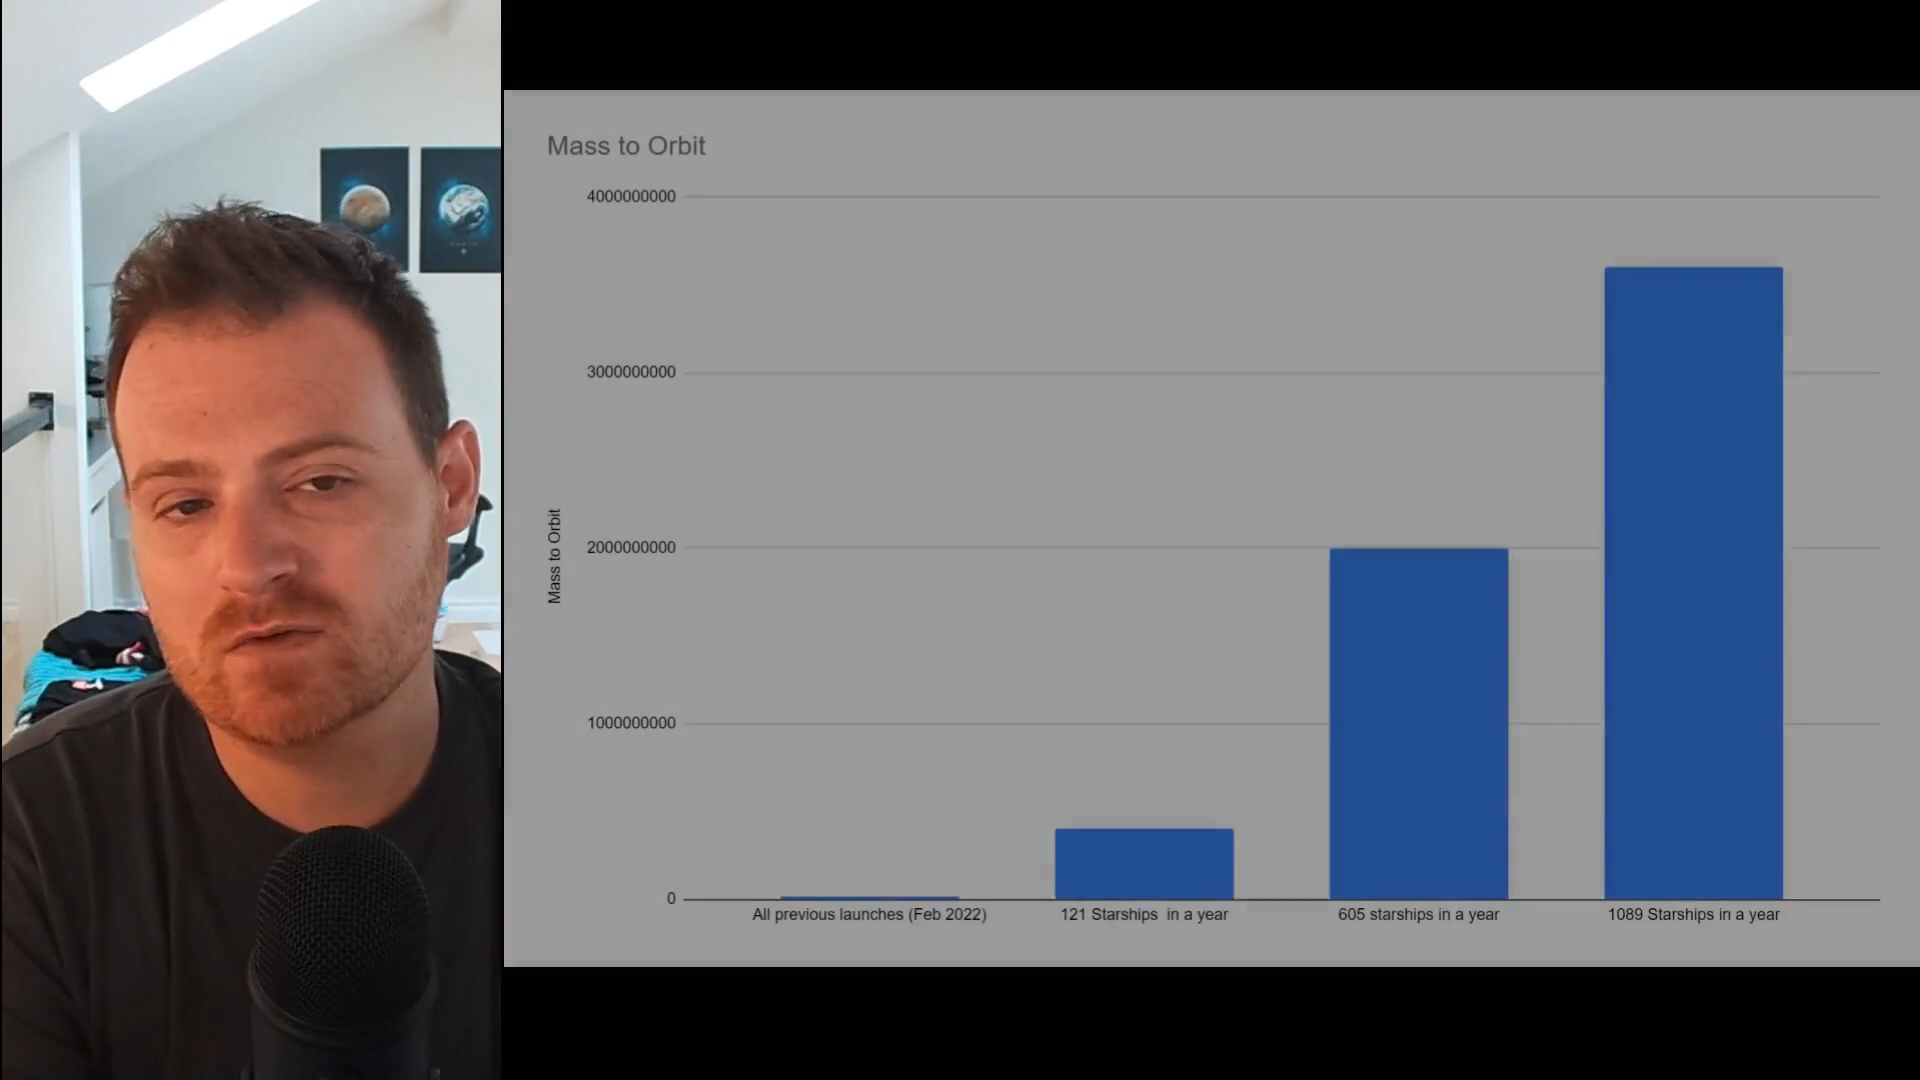 Mass to Orbit
4000000000
3000000000
2000000000
1000000000
0
Mass to Orbit
All previous launches (Feb 2022)
121 Starships in a year
605 starships in a year
1089 Starships in a year